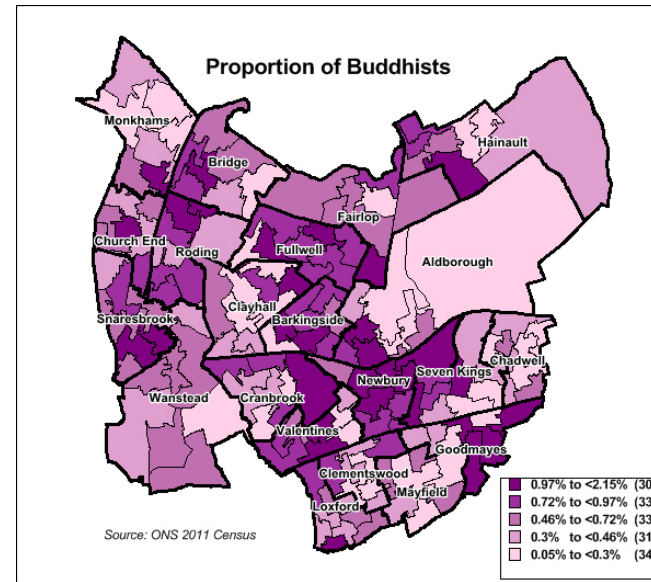 Proportion of Buddhists
Monkhams
Hainault
Bridge
Fairlop
Church End
Roding
Fullwell
Aldborough
Clayhall
Snaresbrook
Barkingside
Chadwell
Seven Kings
Newbury
Wanstead
Cranbrook
Valentines
Goodmayes
Clementswood
Mayfield
Loxford
0.97% to <2.15% (30
0.72% to <0.97% (33
0.46% to <0.72% (33
0.3% to <0.46% (31
0.05% to <0.3% (34
Source: ONS 2011 Census